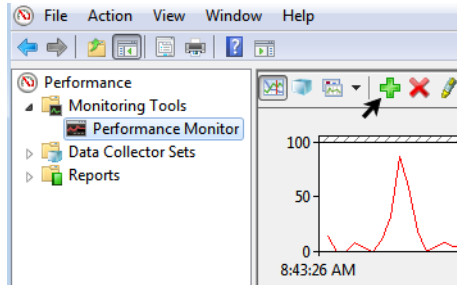 File Action View Window Help
Performance
Monitoring Tools
Performance Monitor
Data Collector Sets
Reports
100
50
0
8:43:26 AM